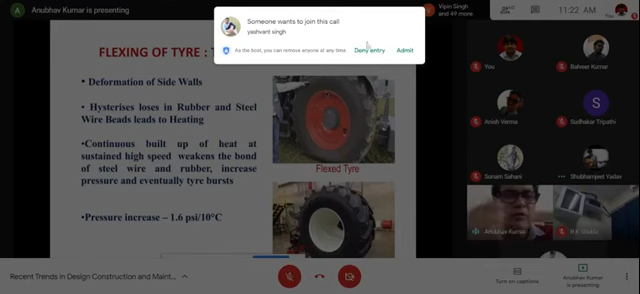 A Anubhav Kumar is presenting
Vipin Singh
and 49 more
11:22 AM
You
Someone wants to join this call
yashvant singh
As the host, you can remove anyone at any time
Deny entry
Admit
FLEXING OF TYRE : T
• Deformation of Side Walls
• Hysterises loses in Rubber and Steel
Wire Beads leads to Heating
• Continuous built up of heat at
sustained high speed weakens the bond
of steel wire and rubber, increase
pressure and eventually tyre bursts
• Pressure increase – 1.6 psi/10°C
Flexed Tyre
You
Balveer Kumar
Anish Verma
S
Sudhakar Tripathi
Sonam Sahani
Shubhamjeet Yadav
Anubhav Kumar
R K Shukla
Recent Trends in Design Construction and Maint...
Turn on captions
Anubhav Kumar
is presenting